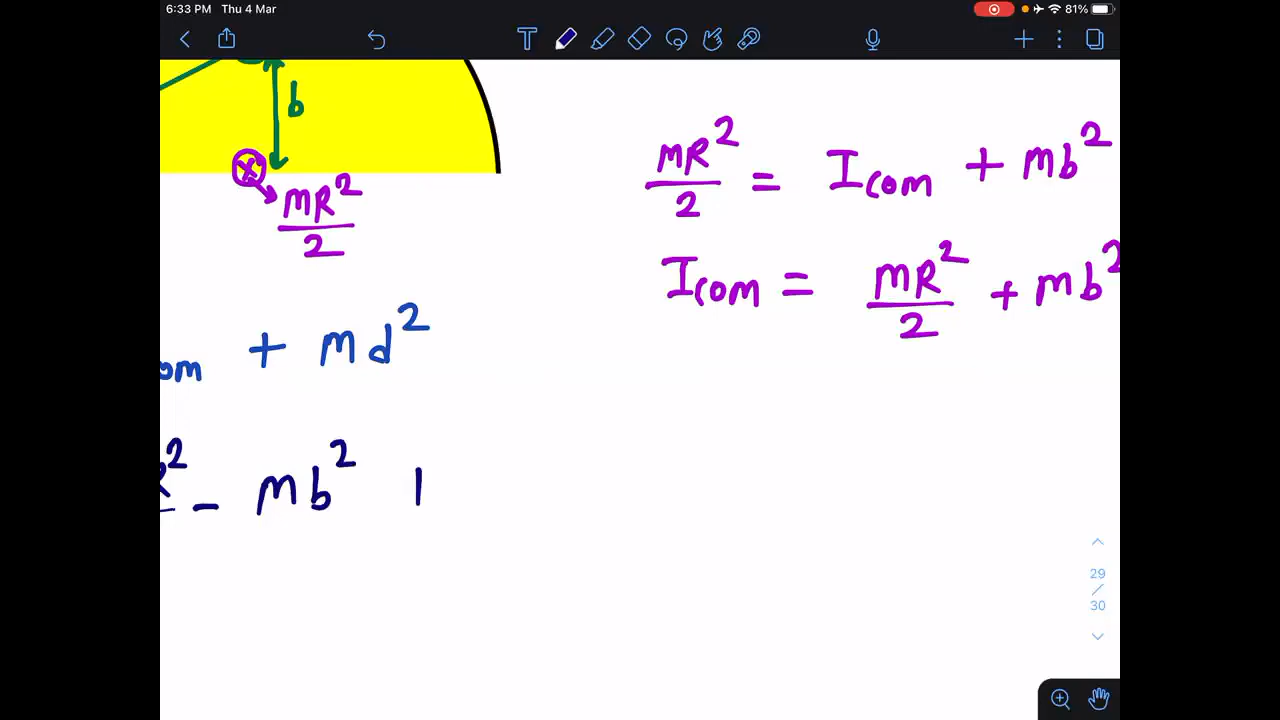 6:33 PM Thu 4 Mar 81%
T
b
MR²/2
MR²/2 = Icom + mb²
Icom = MR²/2 + mb²
om + md²
R² - mb² |
29
/
30